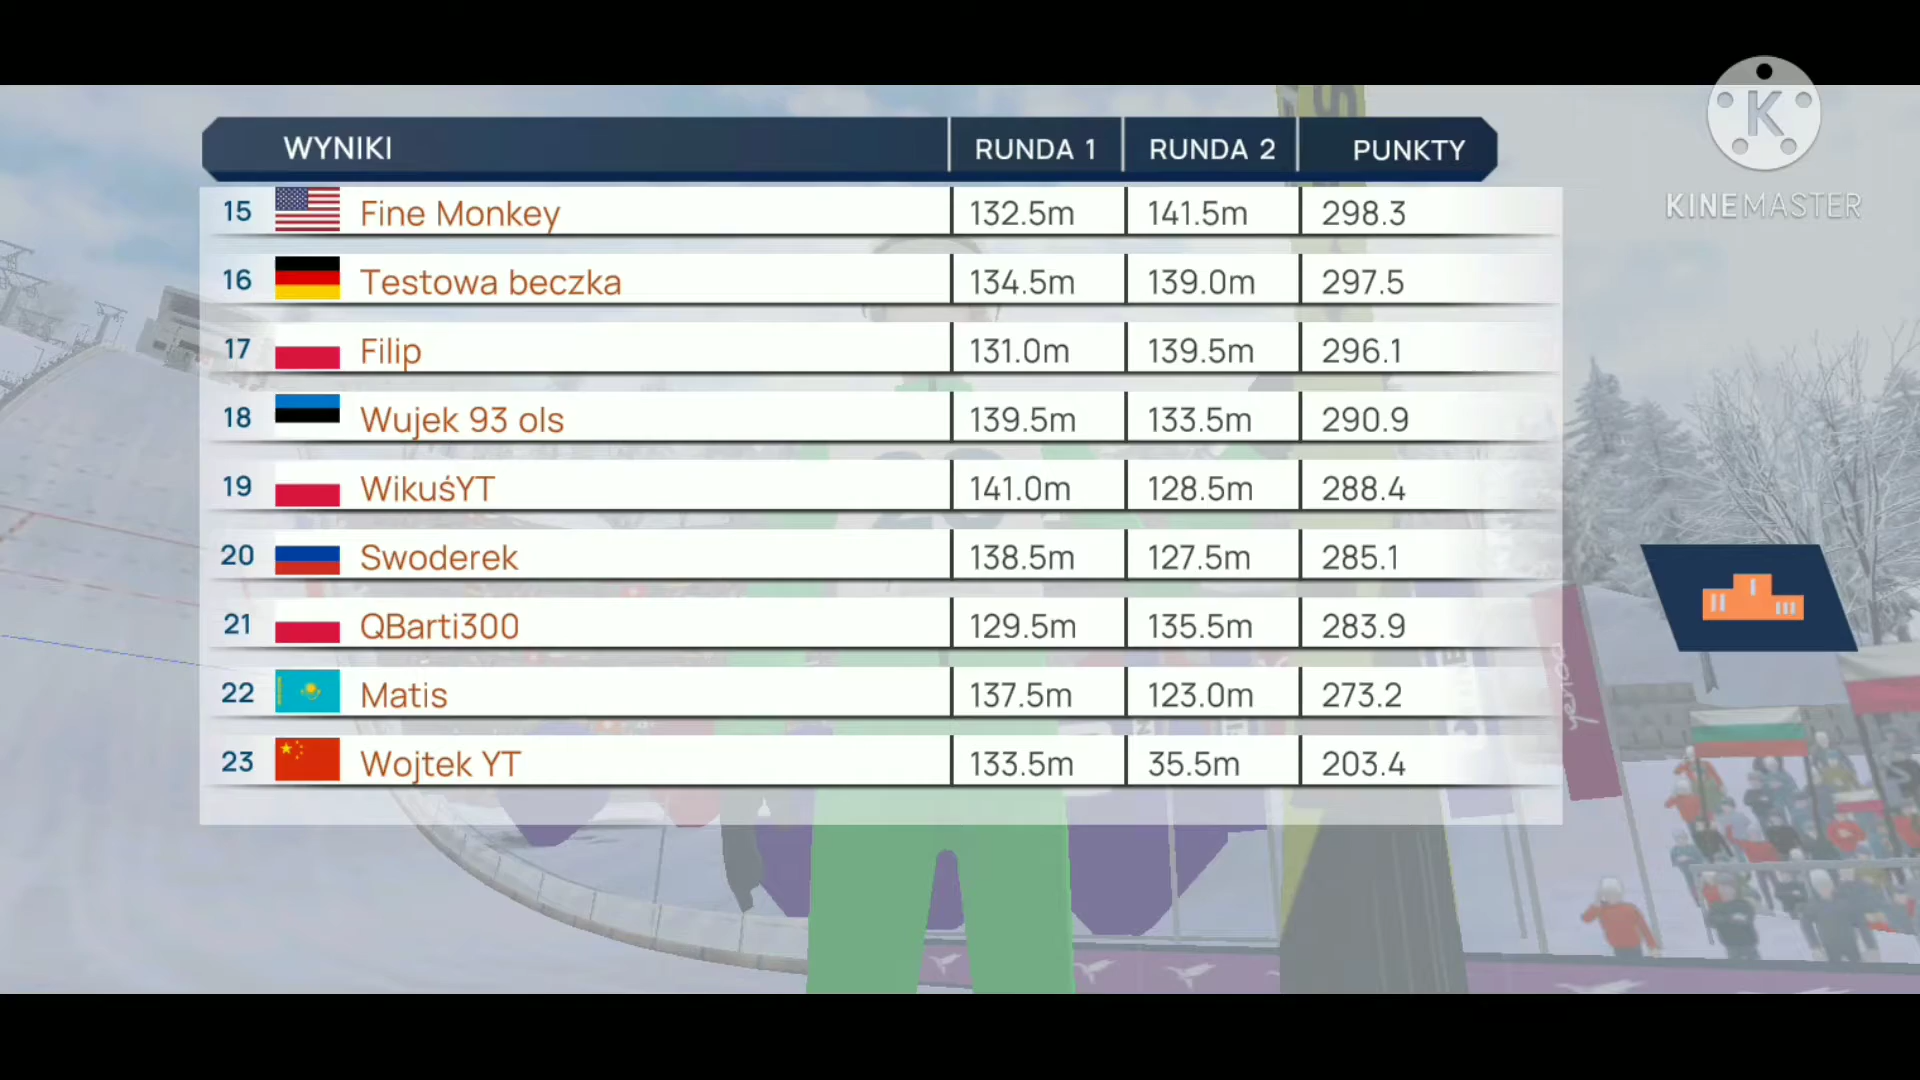 WYNIKI RUNDA 1 RUNDA 2 PUNKTY
15 Fine Monkey 132.5m 141.5m 298.3
16 Testowa beczka 134.5m 139.0m 297.5
17 Filip 131.0m 139.5m 296.1
18 Wujek 93 ols 139.5m 133.5m 290.9
19 WikuśYT 141.0m 128.5m 288.4
20 Swoderek 138.5m 127.5m 285.1
21 QBarti300 129.5m 135.5m 283.9
22 Matis 137.5m 123.0m 273.2
23 Wojtek YT 133.5m 35.5m 203.4
K
KINEMASTER
II I III